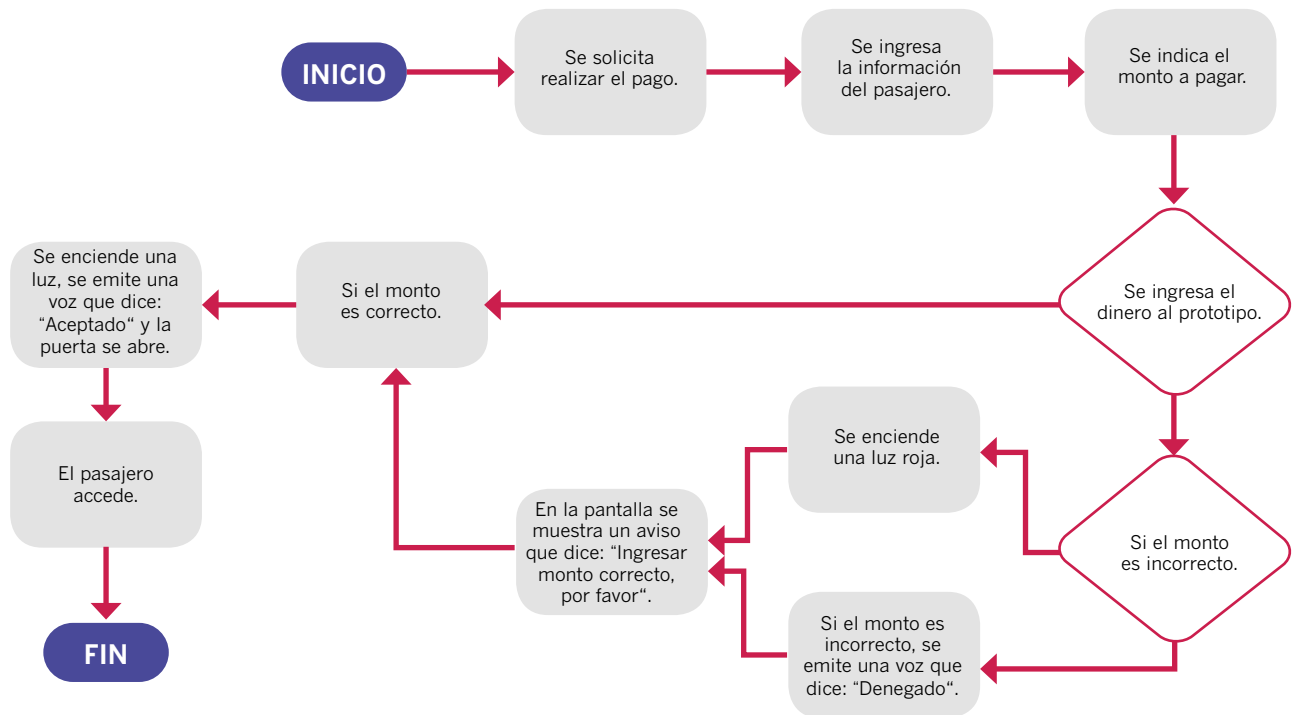 INICIO
Se solicita
realizar el pago.
Se ingresa
la información
del pasajero.
Se indica el
monto a pagar.
Se ingresa el
dinero al prototipo.
Si el monto
es correcto.
Se enciende una
luz, se emite una
voz que dice:
“Aceptado“ y la
puerta se abre.
El pasajero
accede.
FIN
Si el monto
es incorrecto.
Se enciende
una luz roja.
Si el monto es
incorrecto, se
emite una voz que
dice: “Denegado“.
En la pantalla se
muestra un aviso
que dice: “Ingresar
monto correcto,
por favor“.